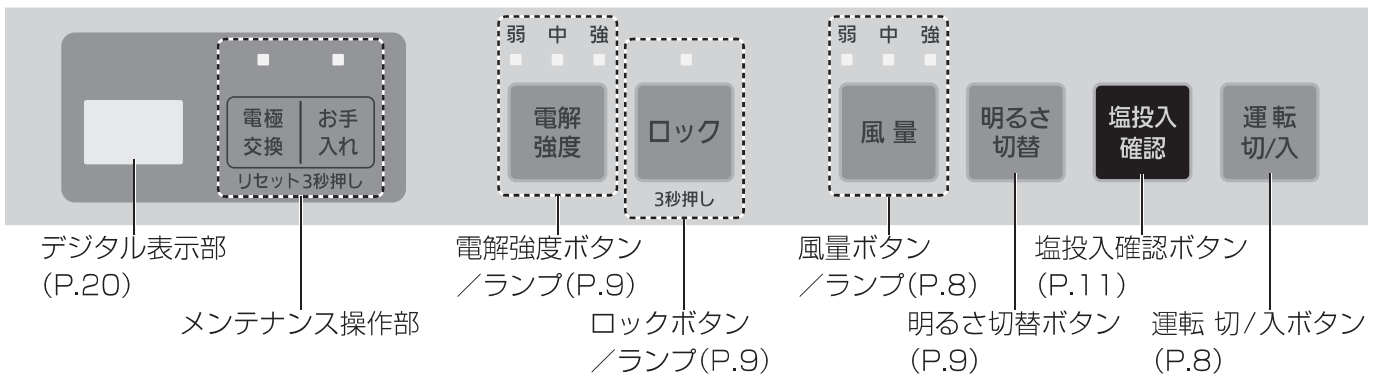 弱 中 強
弱 中 強
電極
交換
お手
入れ
リセット3秒押し
電解
強度
ロック
3秒押し
風量
明るさ
切替
塩投入
確認
運転
切/入
デジタル表示部
(P.20)
メンテナンス操作部
電解強度ボタン
／ランプ(P.9)
ロックボタン
／ランプ(P.9)
風量ボタン
／ランプ(P.8)
明るさ切替ボタン
(P.9)
塩投入確認ボタン
(P.11)
運転 切/入ボタン
(P.8)